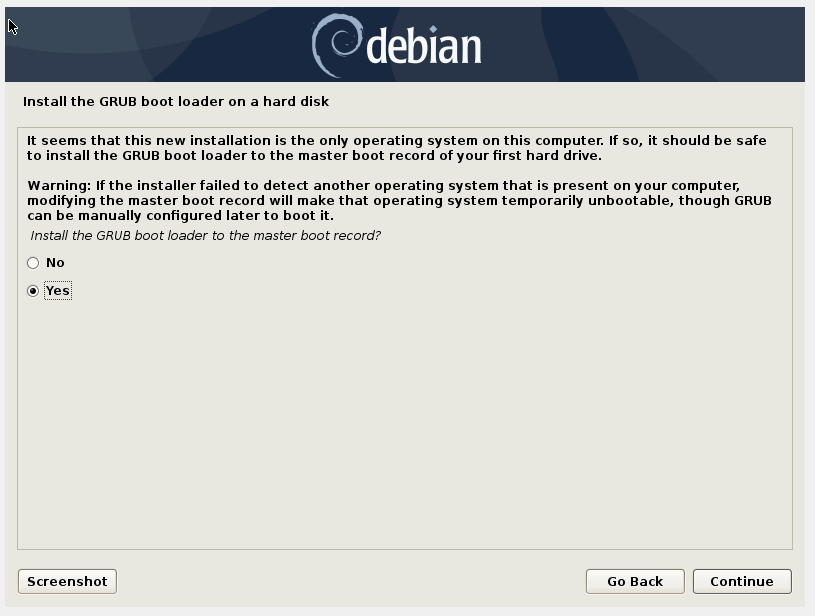 debian
Install the GRUB boot loader on a hard disk
It seems that this new installation is the only operating system on this computer. If so, it should be safe
to install the GRUB boot loader to the master boot record of your first hard drive.
Warning: If the installer failed to detect another operating system that is present on your computer,
modifying the master boot record will make that operating system temporarily unbootable, though GRUB
can be manually configured later to boot it.
Install the GRUB boot loader to the master boot record?
No
Yes
Screenshot Go Back Continue